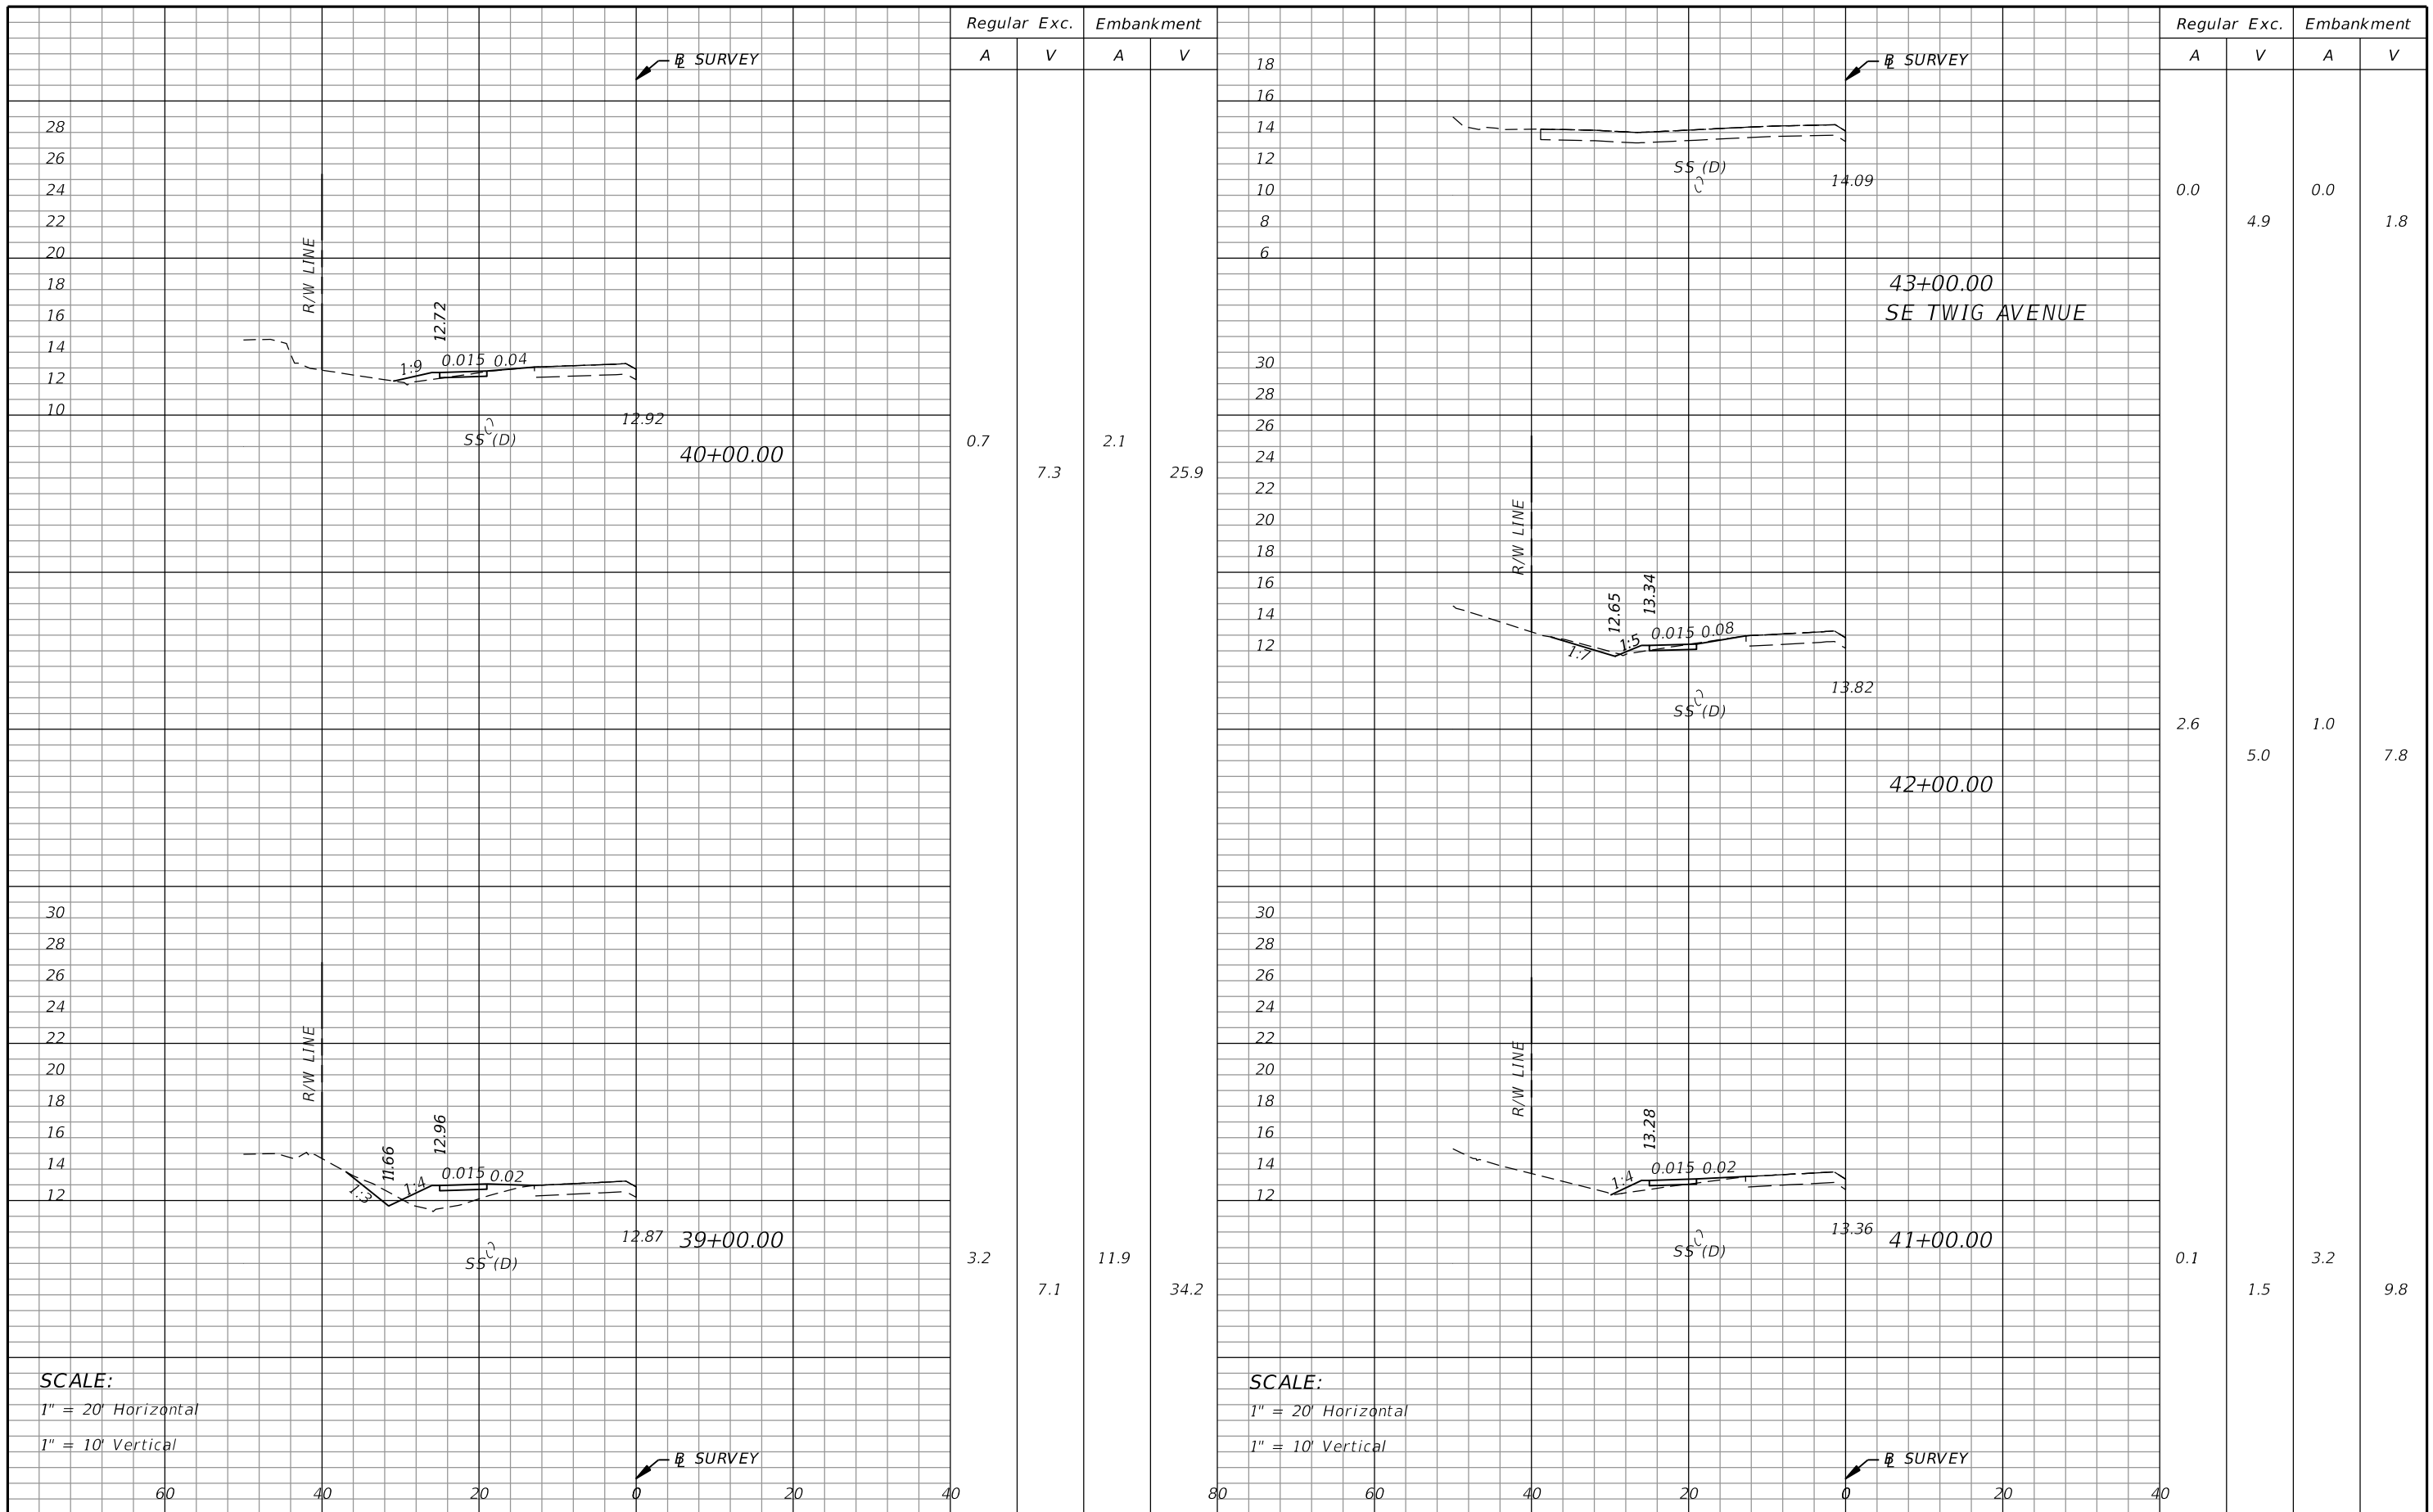 Regular Exc. Embankment
A V A V
BL SURVEY
28
26
24
22
20
18
16
14
12
10
R/W LINE
12.72
1:9 0.015 0.04
12.92
SS (D)
40+00.00
0.7 2.1
7.3 25.9
30
28
26
24
22
20
18
16
14
12
R/W LINE
11.66
12.96
1:3 1:4 0.015 0.02
12.87
SS (D)
39+00.00
3.2 11.9
7.1 34.2
SCALE:
1" = 20' Horizontal
1" = 10' Vertical
BL SURVEY
60 40 20 0 20 40
Regular Exc. Embankment
A V A V
BL SURVEY
18
16
14
12
10
8
6
SS (D)
14.09
0.0 0.0
4.9 1.8
43+00.00
SE TWIG AVENUE
30
28
26
24
22
20
18
16
14
12
R/W LINE
12.65
13.34
1:7 1:5 0.015 0.08
13.82
SS (D)
2.6 1.0
5.0 7.8
42+00.00
30
28
26
24
22
20
18
16
14
12
R/W LINE
13.28
1:4 0.015 0.02
13.36
SS (D)
41+00.00
0.1 3.2
1.5 9.8
SCALE:
1" = 20' Horizontal
1" = 10' Vertical
BL SURVEY
80 60 40 20 0 20 40